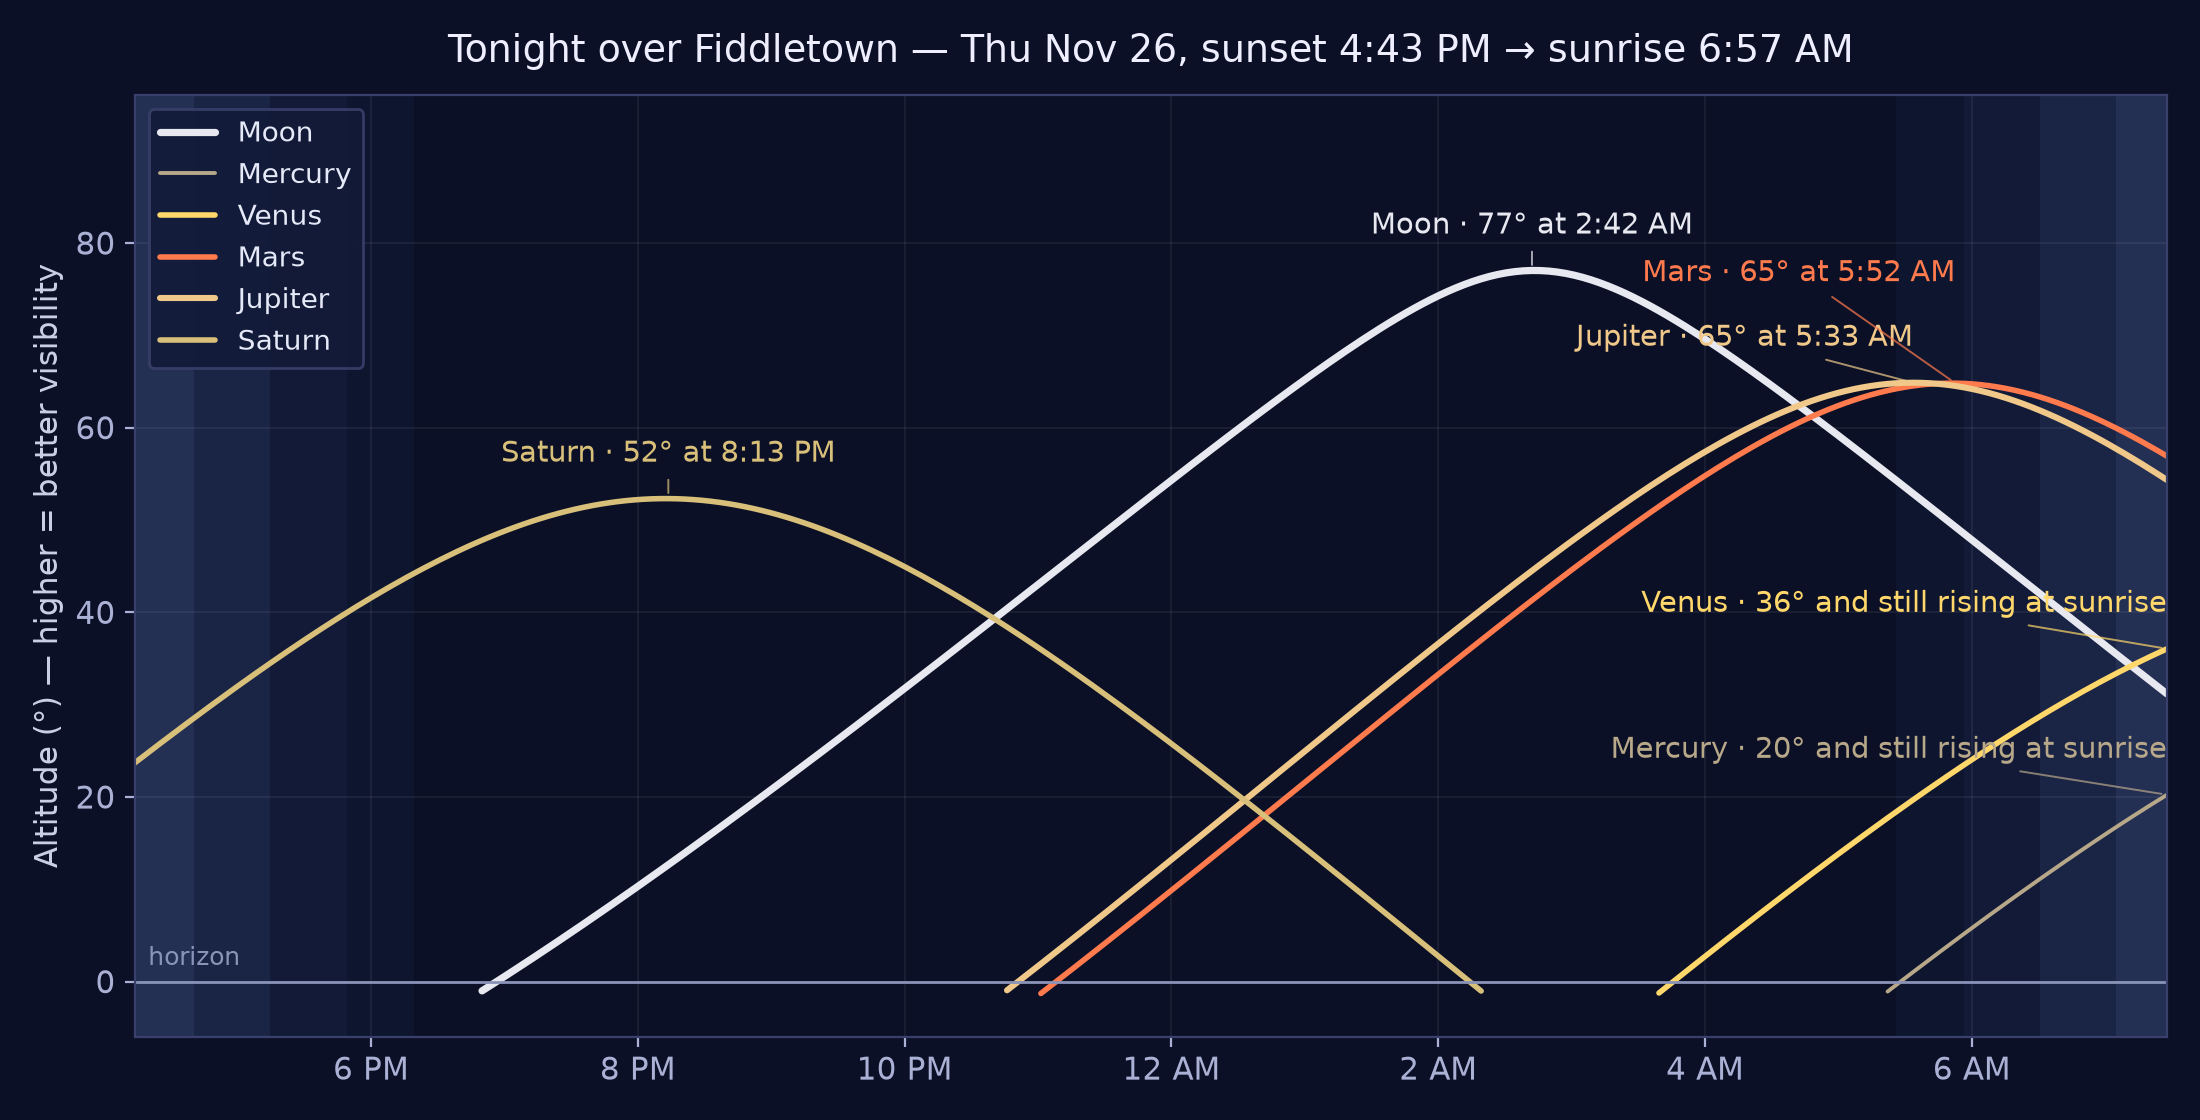 Tonight over Fiddletown — Thu Nov 26, sunset 4:43 PM → sunrise 6:57 AM
Altitude (°) — higher = better visibility
Moon
Mercury
Venus
Mars
Jupiter
Saturn
Moon · 77° at 2:42 AM
Mars · 65° at 5:52 AM
Jupiter · 65° at 5:33 AM
Saturn · 52° at 8:13 PM
Venus · 36° and still rising at sunrise
Mercury · 20° and still rising at sunrise
horizon
80
60
40
20
0
6 PM
8 PM
10 PM
12 AM
2 AM
4 AM
6 AM